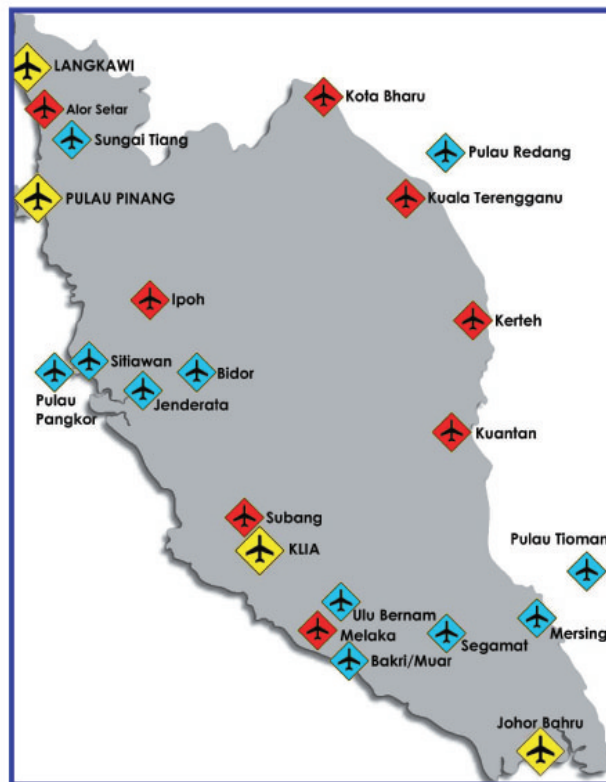 LANGKAWI
Kota Bharu
Alor Setar
Sungai Tiang
Pulau Redang
PULAU PINANG
Kuala Terengganu
Ipoh
Kerteh
Sitiawan
Bidor
Pulau
Pangkor
Jenderata
Kuantan
Subang
KLIA
Pulau Tioman
Ulu Bernam
Melaka
Segamat
Mersing
Bakri/Muar
Johor Bahru